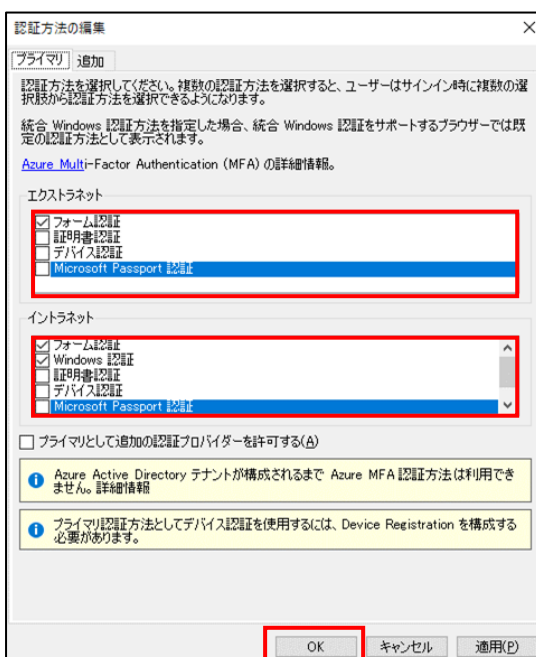 認証方法の編集
プライマリ 追加
認証方法を選択してください。複数の認証方法を選択すると、ユーザーはサインイン時に複数の選
択肢から認証方法を選択できるようになります。
統合 Windows 認証方法を指定した場合、統合 Windows 認証をサポートするブラウザーでは既
定の認証方法として表示されます。
Azure Multi-Factor Authentication (MFA) の詳細情報。
エクストラネット
フォーム認証
証明書認証
デバイス認証
Microsoft Passport 認証
イントラネット
フォーム認証
Windows 認証
証明書認証
デバイス認証
Microsoft Passport 認証
プライマリとして追加の認証プロバイダーを許可する(A)
Azure Active Directory テナントが構成されるまで Azure MFA 認証方法は利用でき
ません。詳細情報
プライマリ認証方法としてデバイス認証を使用するには、Device Registration を構成する
必要があります。
OK キャンセル 適用(P)